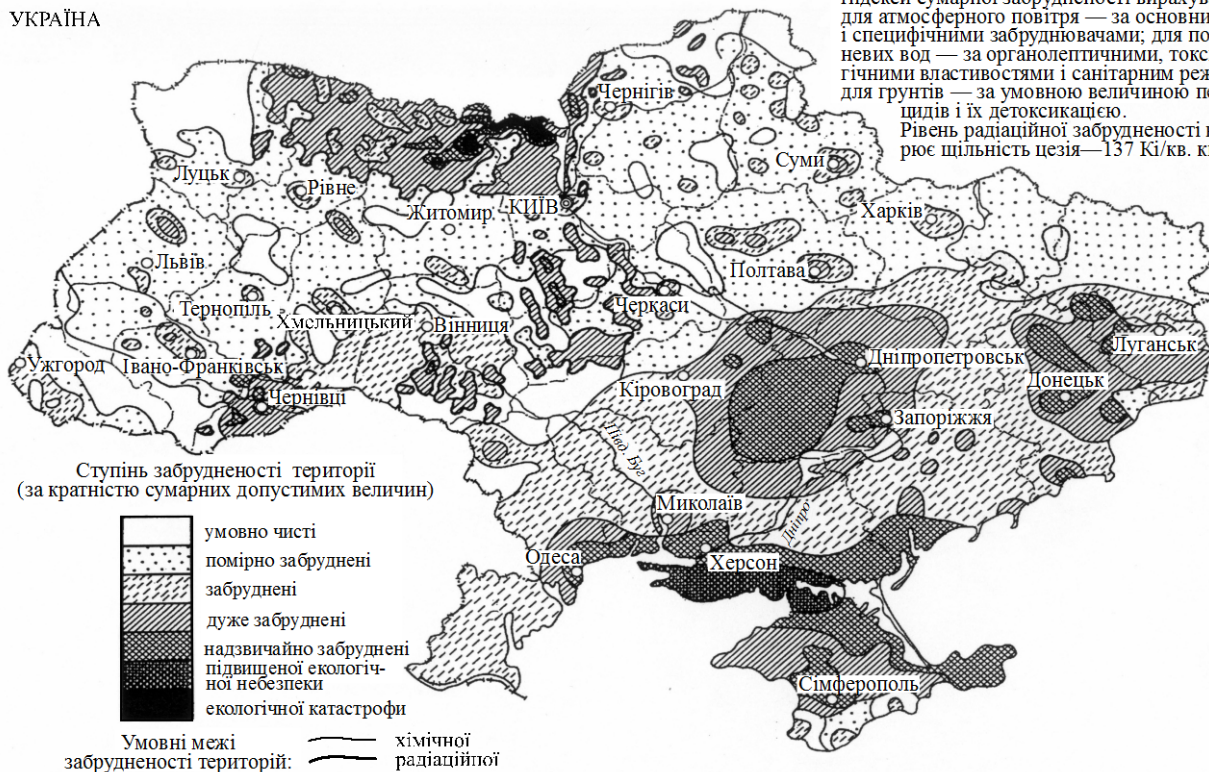 УКРАЇНА
для атмосферного повітря — за основни
і специфічними забруднювачами; для по
невих вод — за органолептичними, токс
гічними властивостями і санітарним реж
для грунтів — за умовною величиною пе
цидів і їх детоксикацією.
Рівень радіаційної забрудненості
рює щільність цезія—137 Кі/кв. к
Чернігів
Суми
Луцьк
Рівне
Житомир
КИЇВ
Харків
Львів
Полтава
Тернопіль
Хмельницький
Вінниця
Черкаси
Ужгород
Івано-Франківськ
Чернівці
Кіровоград
Дніпропетровськ
Луганськ
Донецьк
Запоріжжя
Півд. Буг
Дніпро
Миколаїв
Одеса
Херсон
Сімферополь
Ступінь забрудненості території
(за кратністю сумарних допустимих величин)
умовно чисті
помірно забруднені
забруднені
дуже забруднені
надзвичайно забруднені
підвищеної екологіч-
ної небезпеки
екологічної катастрофи
Умовні межі
забрудненості територій:
хімічної
радіаційної